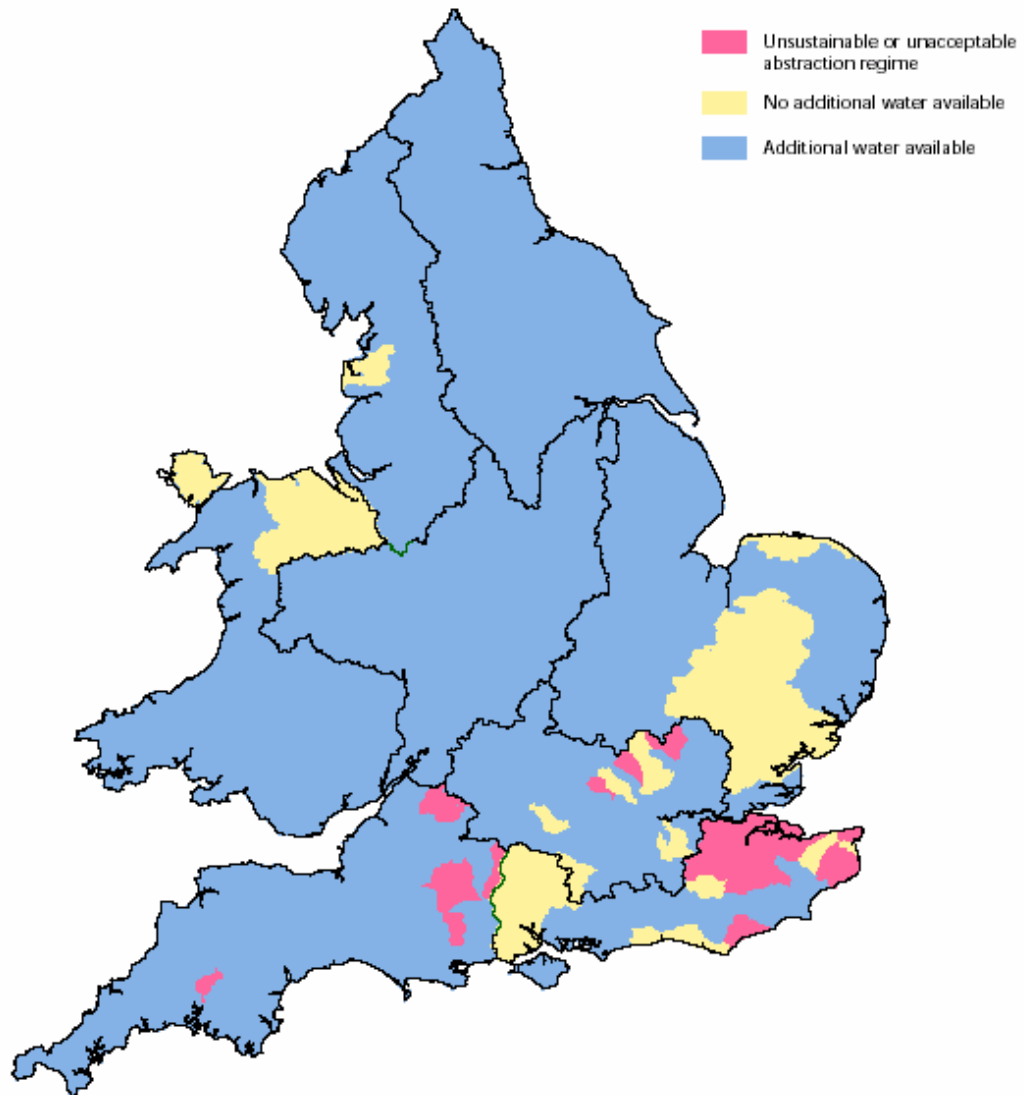 Unsustainable or unacceptable
abstraction regime
No additional water available
Additional water available